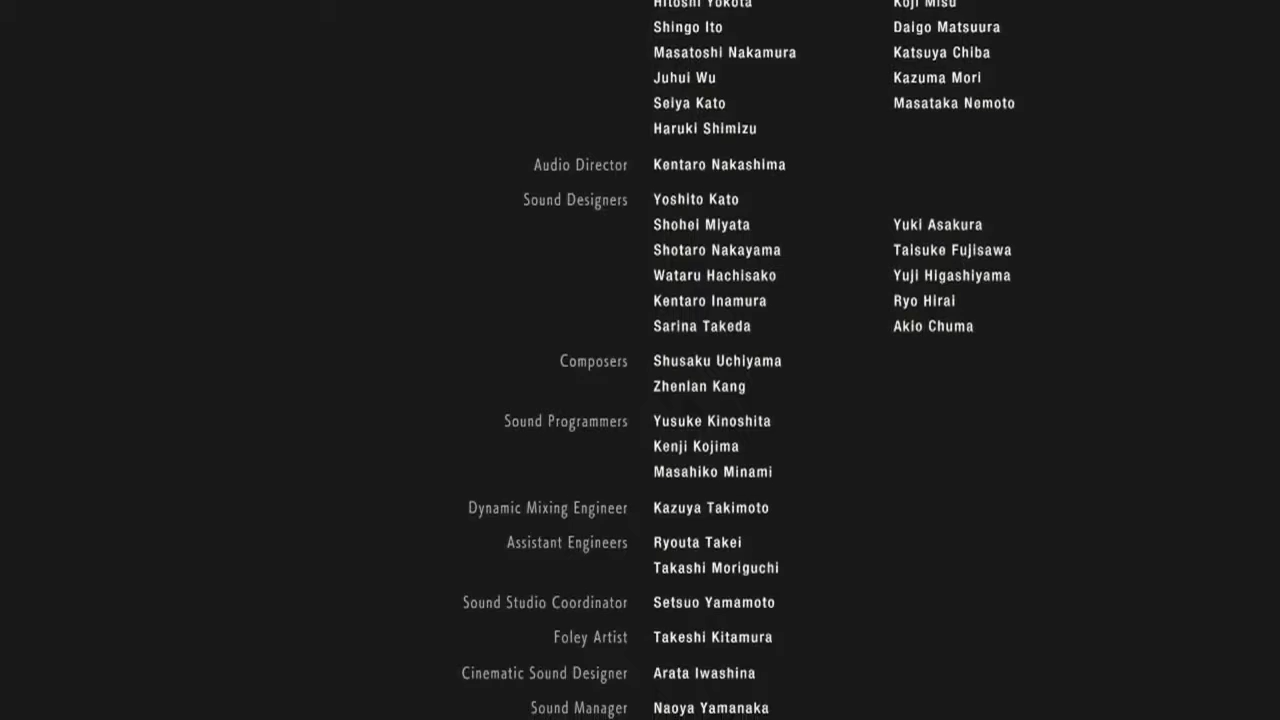 Hitoshi Yokota Koji Misu
Shingo Ito Daigo Matsuura
Masatoshi Nakamura Katsuya Chiba
Juhui Wu Kazuma Mori
Seiya Kato Masataka Nemoto
Haruki Shimizu
Audio Director Kentaro Nakashima
Sound Designers Yoshito Kato
Shohei Miyata Yuki Asakura
Shotaro Nakayama Taisuke Fujisawa
Wataru Hachisako Yuji Higashiyama
Kentaro Inamura Ryo Hirai
Sarina Takeda Akio Chuma
Composers Shusaku Uchiyama
Zhenlan Kang
Sound Programmers Yusuke Kinoshita
Kenji Kojima
Masahiko Minami
Dynamic Mixing Engineer Kazuya Takimoto
Assistant Engineers Ryouta Takei
Takashi Moriguchi
Sound Studio Coordinator Setsuo Yamamoto
Foley Artist Takeshi Kitamura
Cinematic Sound Designer Arata Iwashina
Sound Manager Naoya Yamanaka